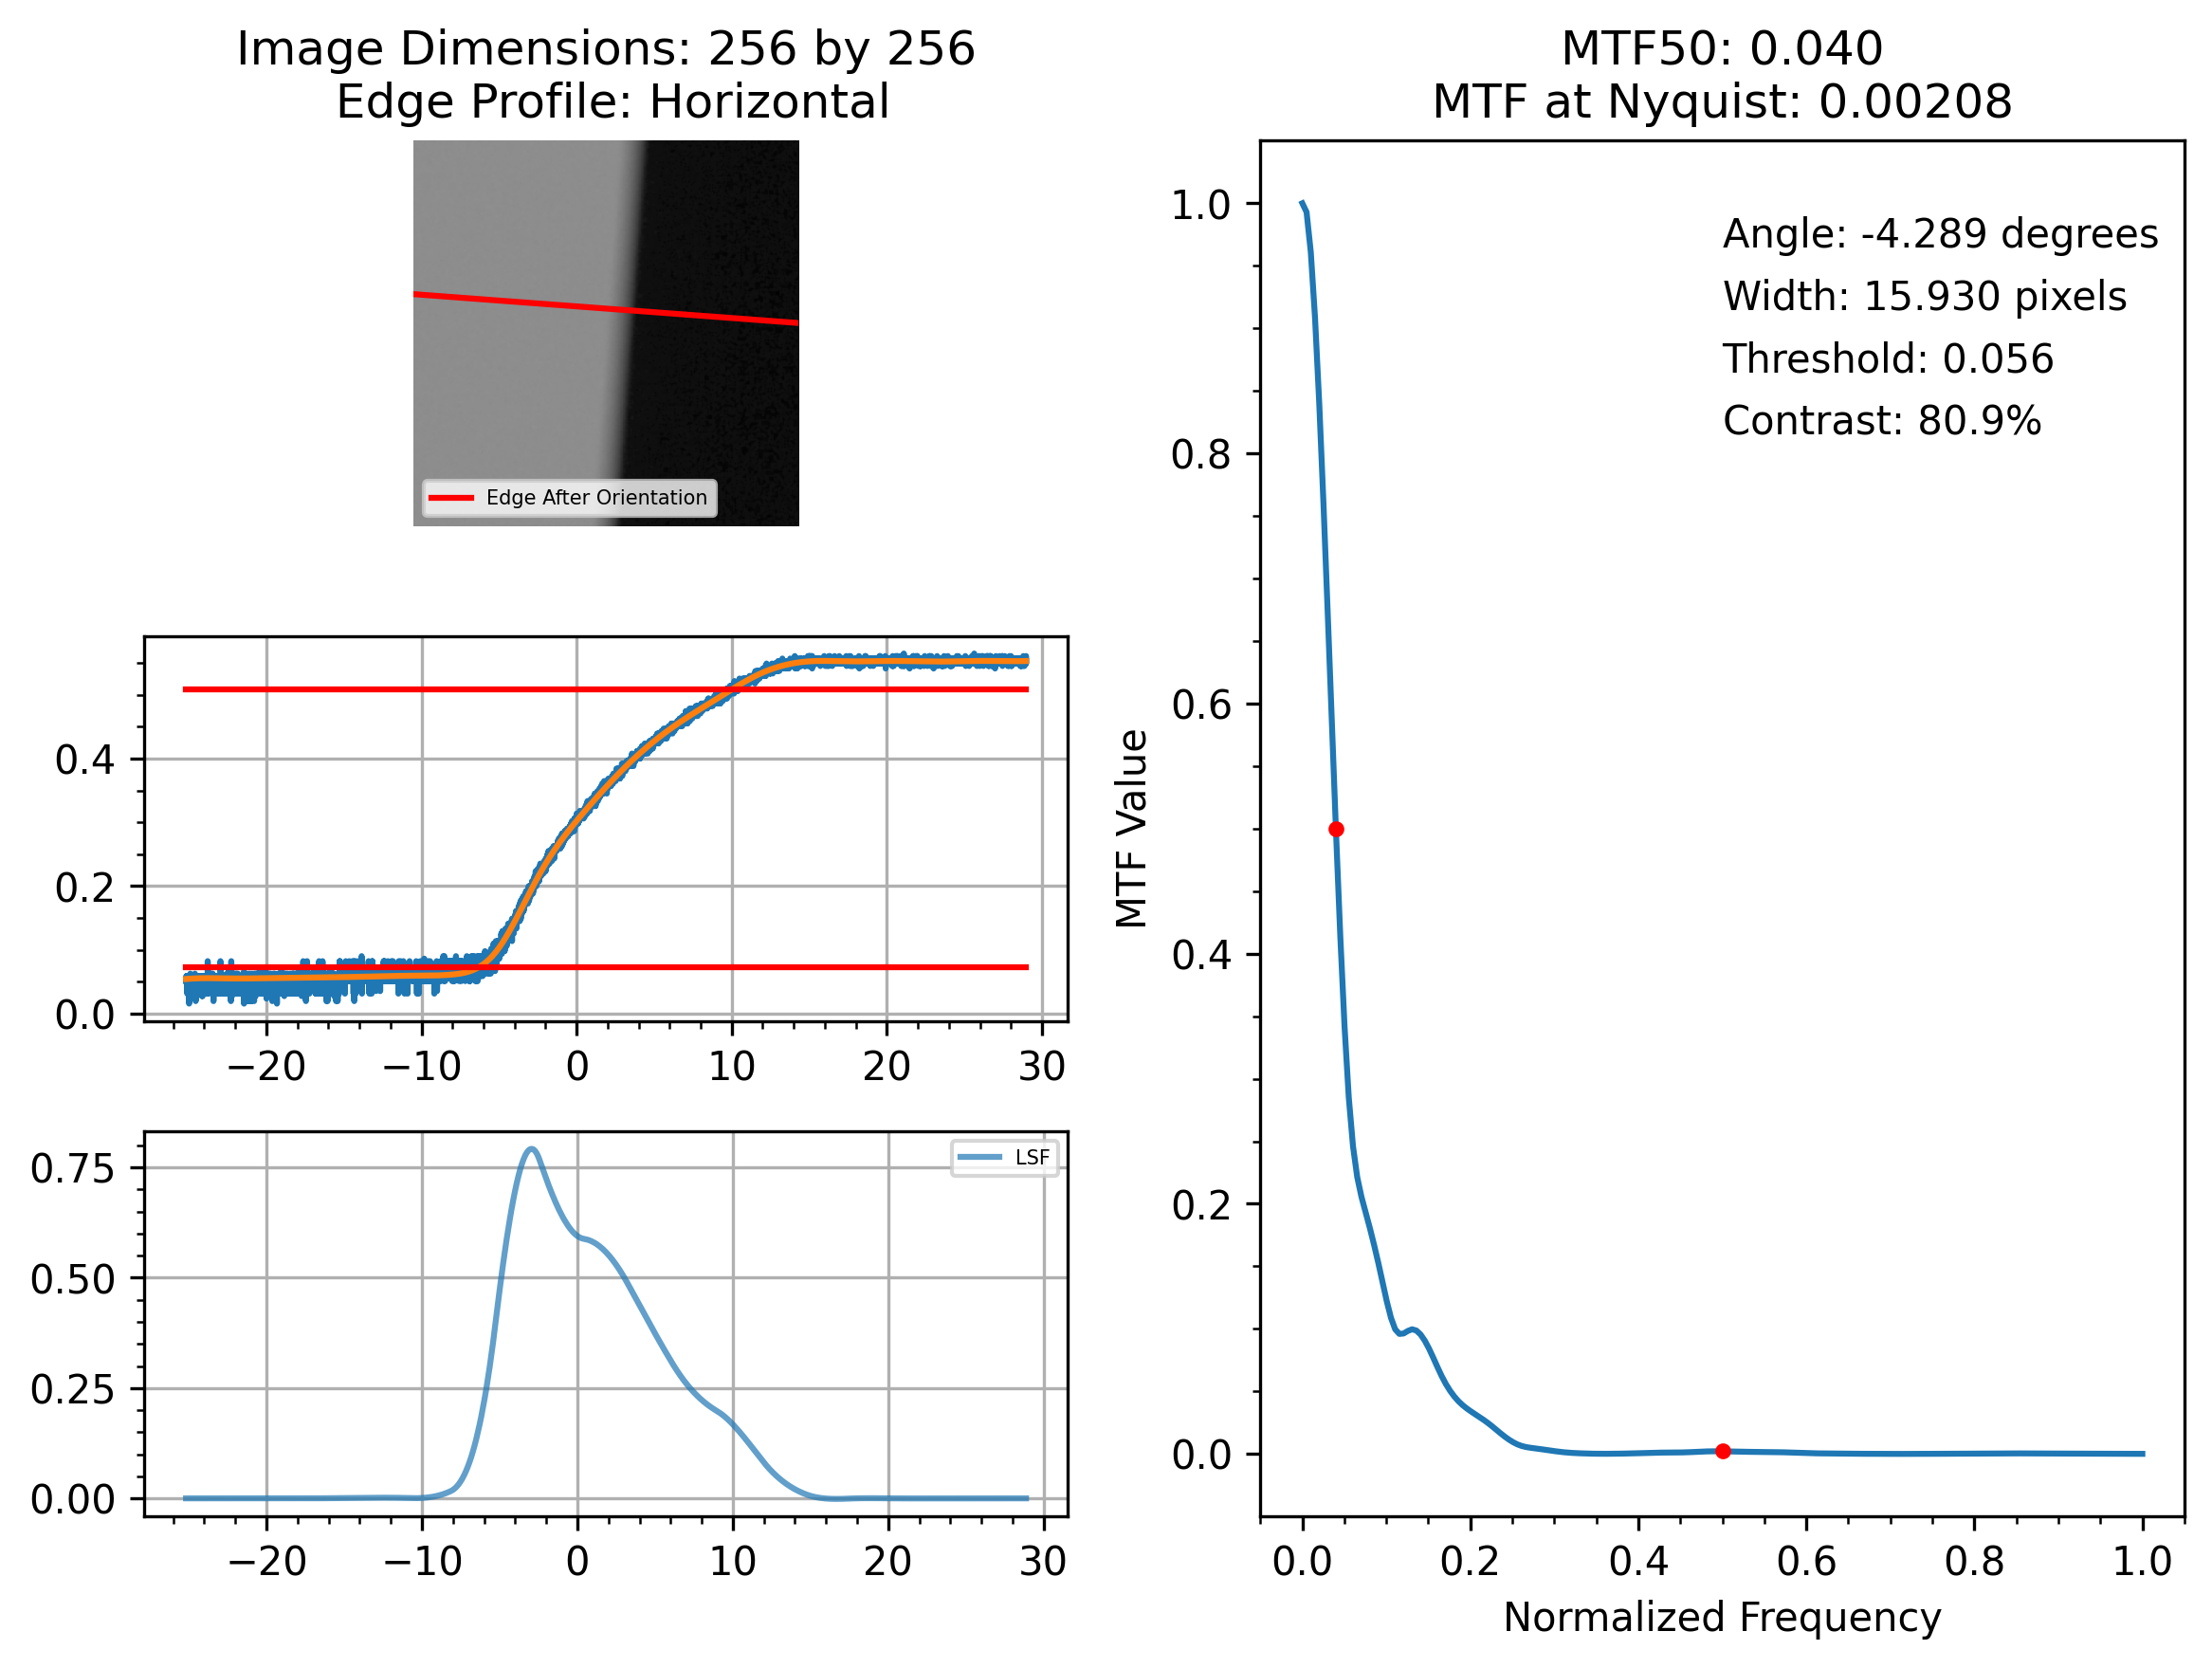 Image Dimensions: 256 by 256
Edge Profile: Horizontal
Edge After Orientation
0.4
0.2
0.0
−20 −10 0 10 20 30
LSF
0.75
0.50
0.25
0.00
−20 −10 0 10 20 30
MTF50: 0.040
MTF at Nyquist: 0.00208
Angle: -4.289 degrees
Width: 15.930 pixels
Threshold: 0.056
Contrast: 80.9%
MTF Value
1.0
0.8
0.6
0.4
0.2
0.0
0.0 0.2 0.4 0.6 0.8 1.0
Normalized Frequency